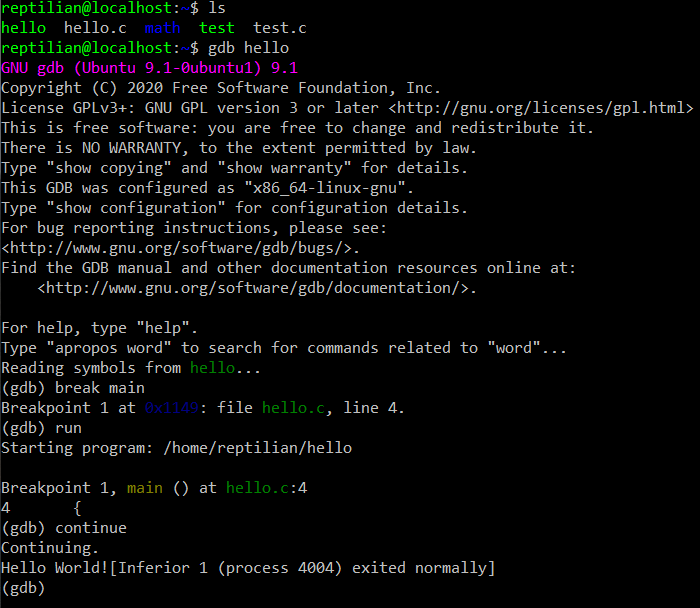 reptilian@localhost:~$ ls
hello  hello.c  math  test  test.c
reptilian@localhost:~$ gdb hello
GNU gdb (Ubuntu 9.1-0ubuntu1) 9.1
Copyright (C) 2020 Free Software Foundation, Inc.
License GPLv3+: GNU GPL version 3 or later <http://gnu.org/licenses/gpl.html>
This is free software: you are free to change and redistribute it.
There is NO WARRANTY, to the extent permitted by law.
Type "show copying" and "show warranty" for details.
This GDB was configured as "x86_64-linux-gnu".
Type "show configuration" for configuration details.
For bug reporting instructions, please see:
<http://www.gnu.org/software/gdb/bugs/>.
Find the GDB manual and other documentation resources online at:
    <http://www.gnu.org/software/gdb/documentation/>.

For help, type "help".
Type "apropos word" to search for commands related to "word"...
Reading symbols from hello...
(gdb) break main
Breakpoint 1 at 0x1149: file hello.c, line 4.
(gdb) run
Starting program: /home/reptilian/hello

Breakpoint 1, main () at hello.c:4
4       {
(gdb) continue
Continuing.
Hello World![Inferior 1 (process 4004) exited normally]
(gdb)